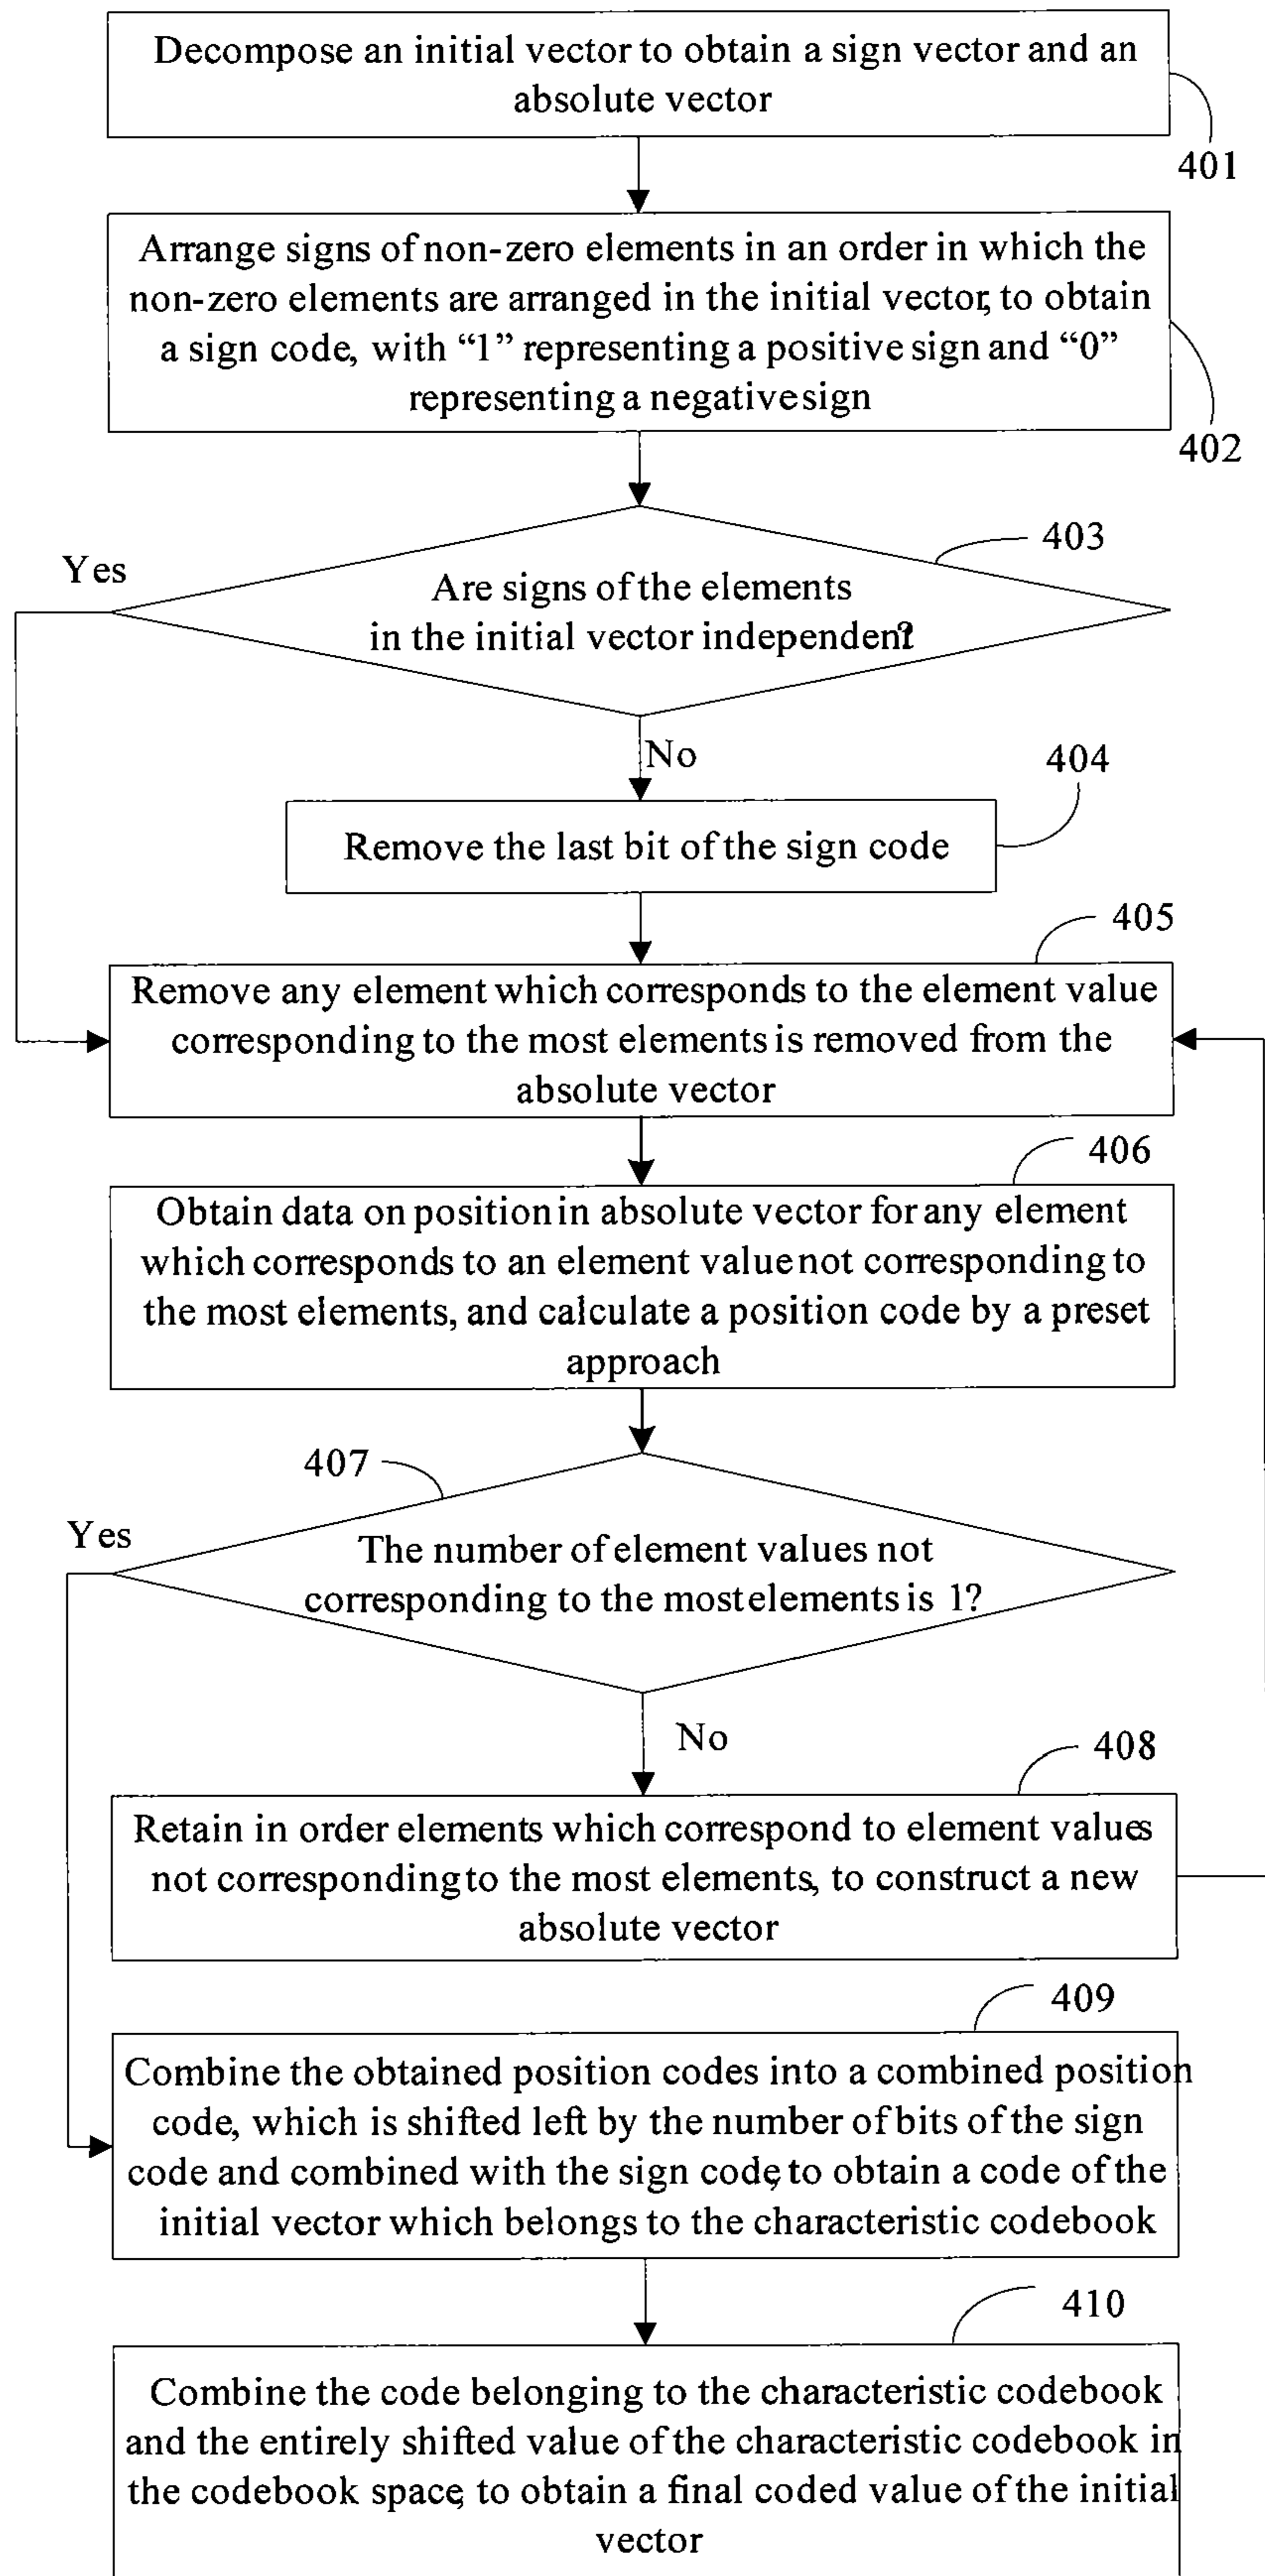 Decompose an initial vector to obtain a sign vector and an
absolute vector
401
Arrange signs of non-zero elements in an order in which the
non-zero elements are arranged in the initial vector, to obtain
a sign code, with “1” representing a positive sign and “0”
representing a negative sign
402
403
Yes
Are signs of the elements
in the initial vector independent?
No
404
Remove the last bit of the sign code
405
Remove any element which corresponds to the element value
corresponding to the most elements is removed from the
absolute vector
406
Obtain data on position in absolute vector for any element
which corresponds to an element value not corresponding to
the most elements, and calculate a position code by a preset
approach
407
Yes
The number of element values not
corresponding to the most elements is 1?
No
408
Retain in order elements which correspond to element values
not corresponding to the most elements, to construct a new
absolute vector
409
Combine the obtained position codes into a combined position
code, which is shifted left by the number of bits of the sign
code and combined with the sign code, to obtain a code of the
initial vector which belongs to the characteristic codebook
410
Combine the code belonging to the characteristic codebook
and the entirely shifted value of the characteristic codebook in
the codebook space, to obtain a final coded value of the initial
vector